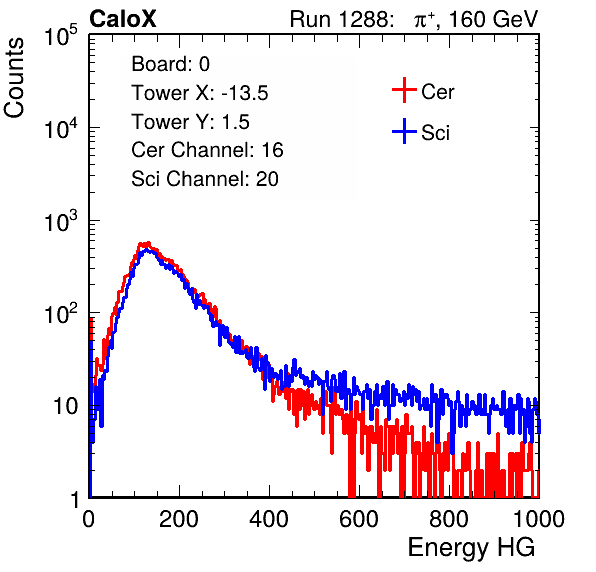 CaloX
Run 1288: π⁺, 160 GeV
Counts
10⁵
10⁴
10³
10²
10
1
Board: 0
Tower X: -13.5
Tower Y: 1.5
Cer Channel: 16
Sci Channel: 20
Cer
Sci
0 200 400 600 800 1000
Energy HG